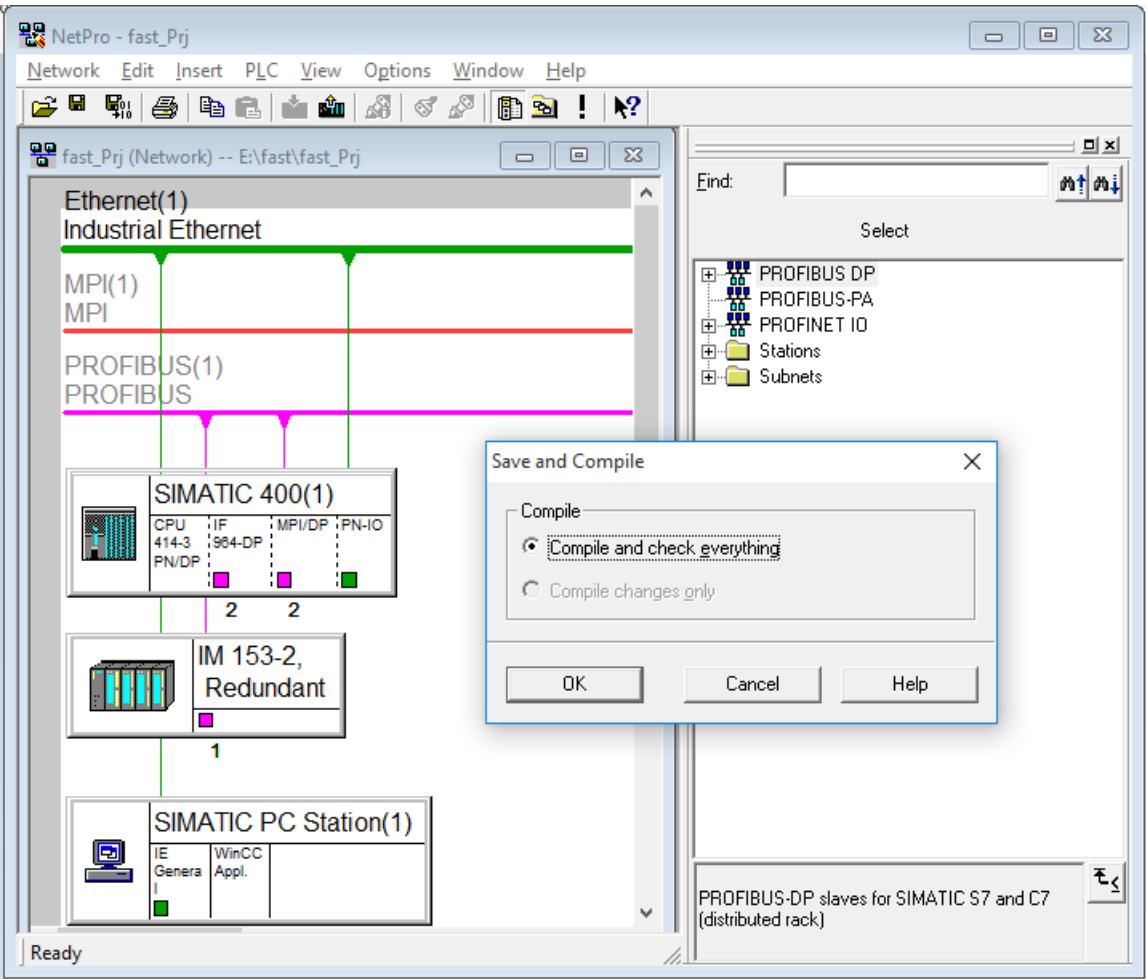 NetPro - fast_Prj
Network Edit Insert PLC View Options Window Help
fast_Prj (Network) -- E:\fast\fast_Prj
Ethernet(1)
Industrial Ethernet
MPI(1)
MPI
PROFIBUS(1)
PROFIBUS
SIMATIC 400(1)
CPU 414-3 PN/DP
IF 964-DP
MPI/DP
PN-IO
2 2
IM 153-2,
Redundant
1
SIMATIC PC Station(1)
IE General
WinCC Appl.
Ready
Find:
Select
PROFIBUS DP
PROFIBUS-PA
PROFINET IO
Stations
Subnets
PROFIBUS-DP slaves for SIMATIC S7 and C7
(distributed rack)
Save and Compile
Compile
Compile and check everything
Compile changes only
OK Cancel Help